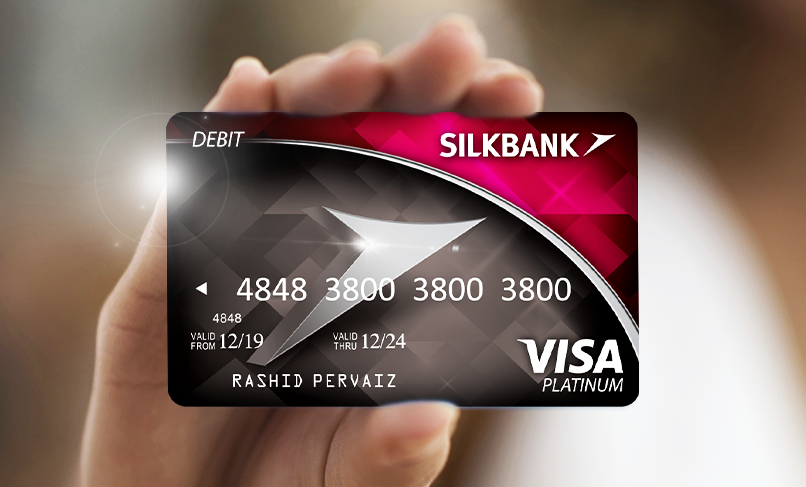 DEBIT
SILKBANK
4848 3800 3800 3800
4848
VALID FROM 12/19 VALID THRU 12/24
RASHID PERVAIZ
VISA
PLATINUM